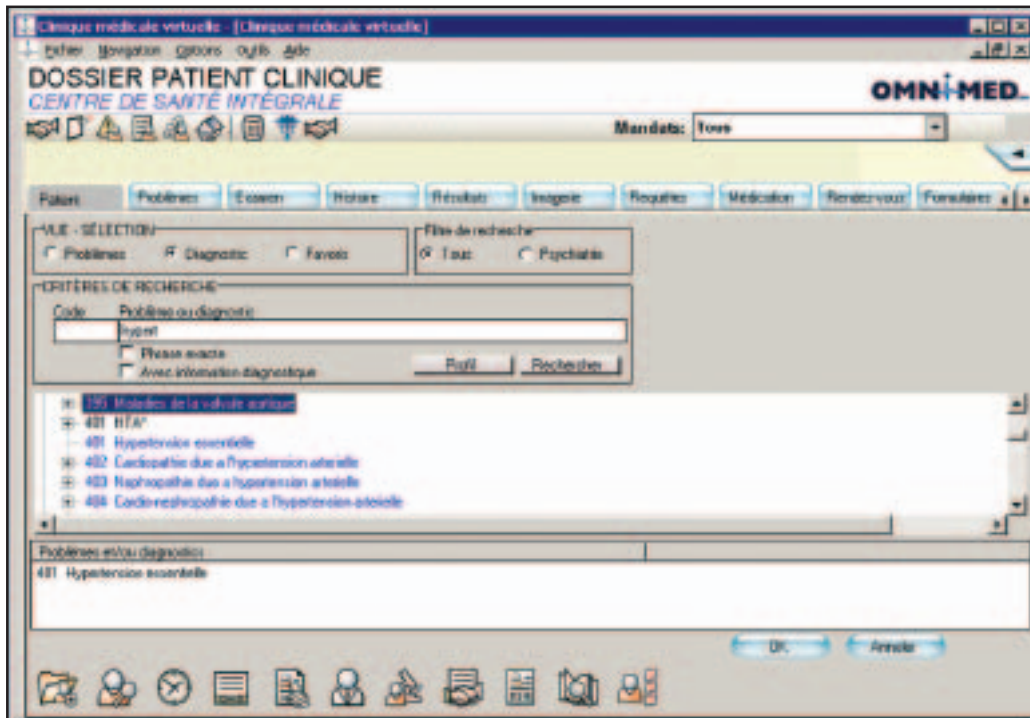 Clinique médicale virtuelle - [Clinique médicale virtuelle]
Fichier Navigation Options Outils Aide
DOSSIER PATIENT CLINIQUE
CENTRE DE SANTÉ INTÉGRALE
OMNI-MED
Mandats: Tous
Patient Problèmes Examen Histoire Résultats Imagerie Requêtes Médication Rendez-vous Formulaires
VUE - SÉLECTION Filtre de recherche
Problèmes Diagnostic Favoris Tous Psychiatrie
CRITÈRES DE RECHERCHE
Code Problème ou diagnostic
hypert
Phrase exacte
Avec information diagnostique
Profil Rechercher
395 Maladies de la valvule aortique
401 HTA*
401 Hypertension essentielle
402 Cardiopathie due a l'hypertension arterielle
403 Nephropathie due a hypertension arterielle
404 Cardio-nephropathie due a l'hypertension arterielle
Problèmes et/ou diagnostics
401 Hypertension essentielle
OK Annuler